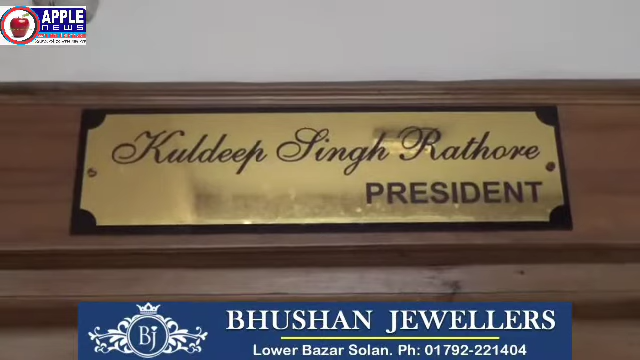 APPLE
NEWS
Kuldeep Singh Rathore
PRESIDENT
BJ
BHUSHAN JEWELLERS
Lower Bazar Solan. Ph: 01792-221404